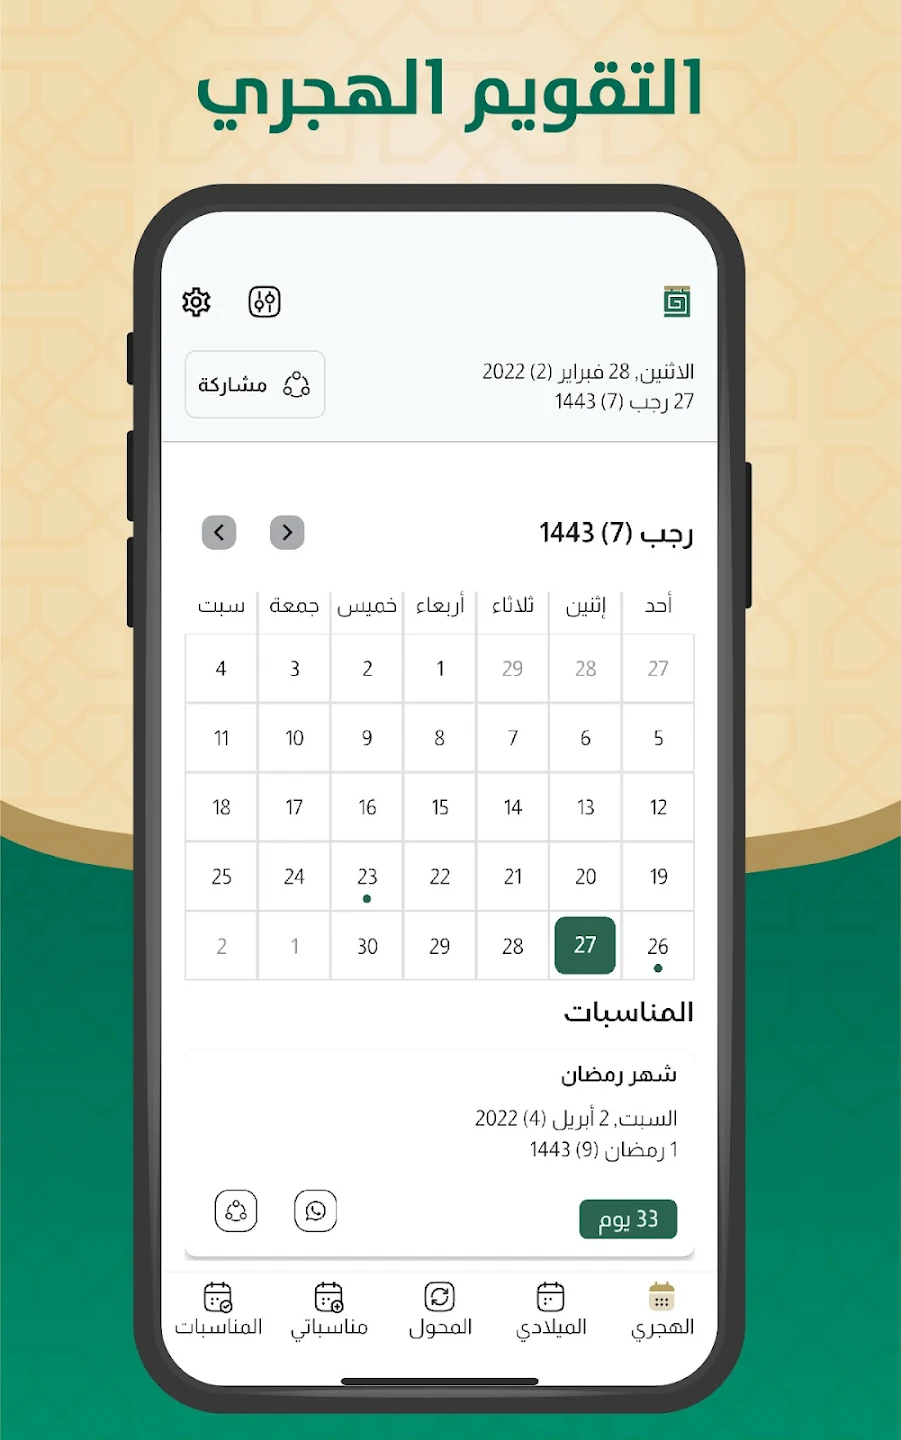 التقويم الهجري
الاثنين, 28 فبراير (2) 2022
27 رجب (7) 1443
مشاركة
رجب (7) 1443
أحد إثنين ثلاثاء أربعاء خميس جمعة سبت
27 28 29 1 2 3 4
5 6 7 8 9 10 11
12 13 14 15 16 17 18
19 20 21 22 23 24 25
26 27 28 29 30 1 2
المناسبات
شهر رمضان
السبت, 2 أبريل (4) 2022
1 رمضان (9) 1443
33 يوم
الهجري الميلادي المحول مناسباتي المناسبات